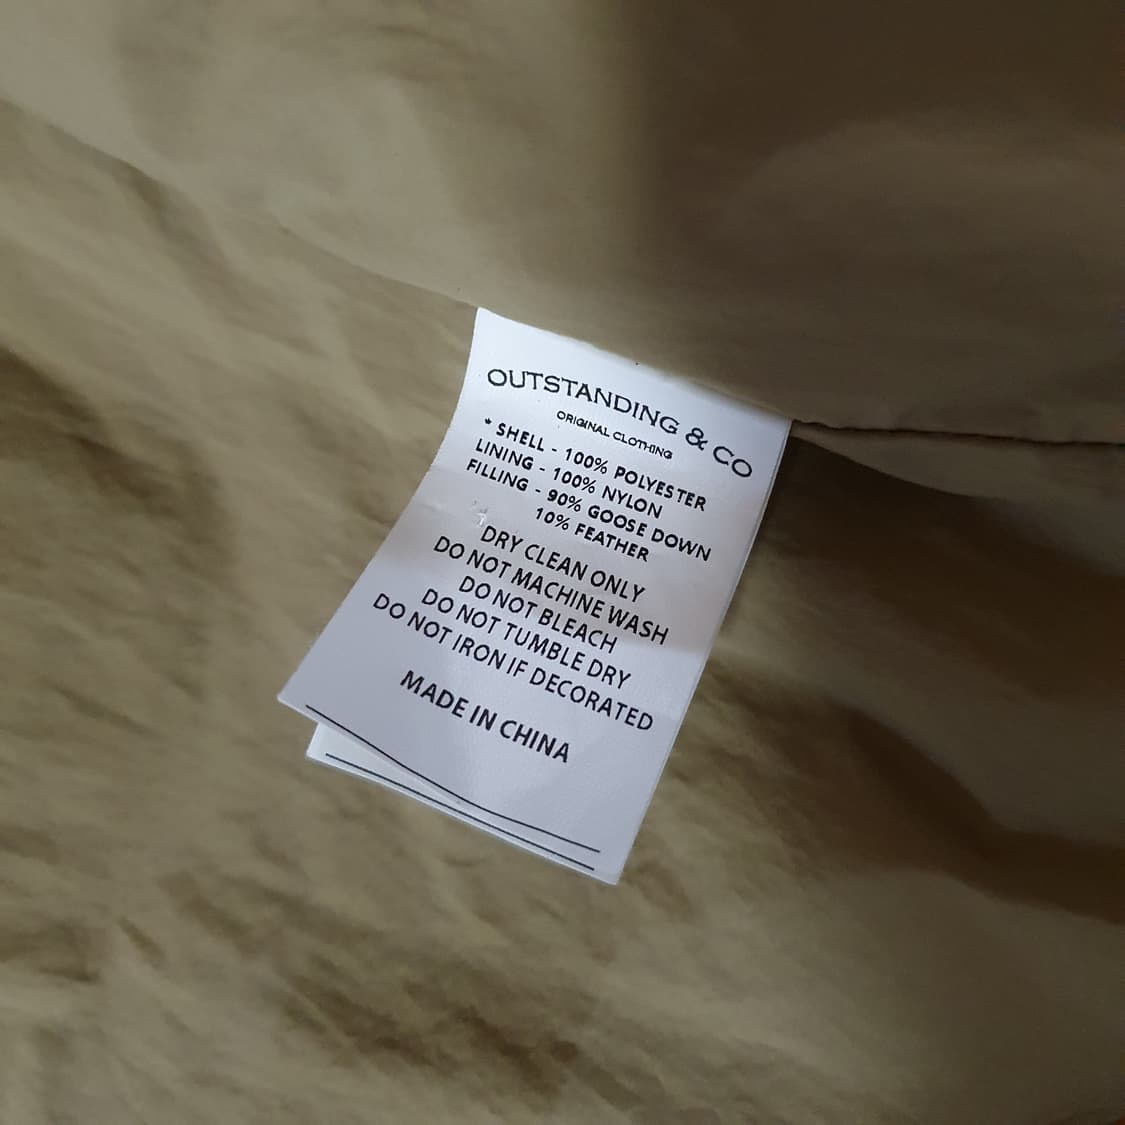 OUTSTANDING & CO
ORIGINAL CLOTHING
* SHELL - 100% POLYESTER
LINING - 100% NYLON
FILLING - 90% GOOSE DOWN
10% FEATHER
DRY CLEAN ONLY
DO NOT MACHINE WASH
DO NOT BLEACH
DO NOT TUMBLE DRY
DO NOT IRON IF DECORATED
MADE IN CHINA